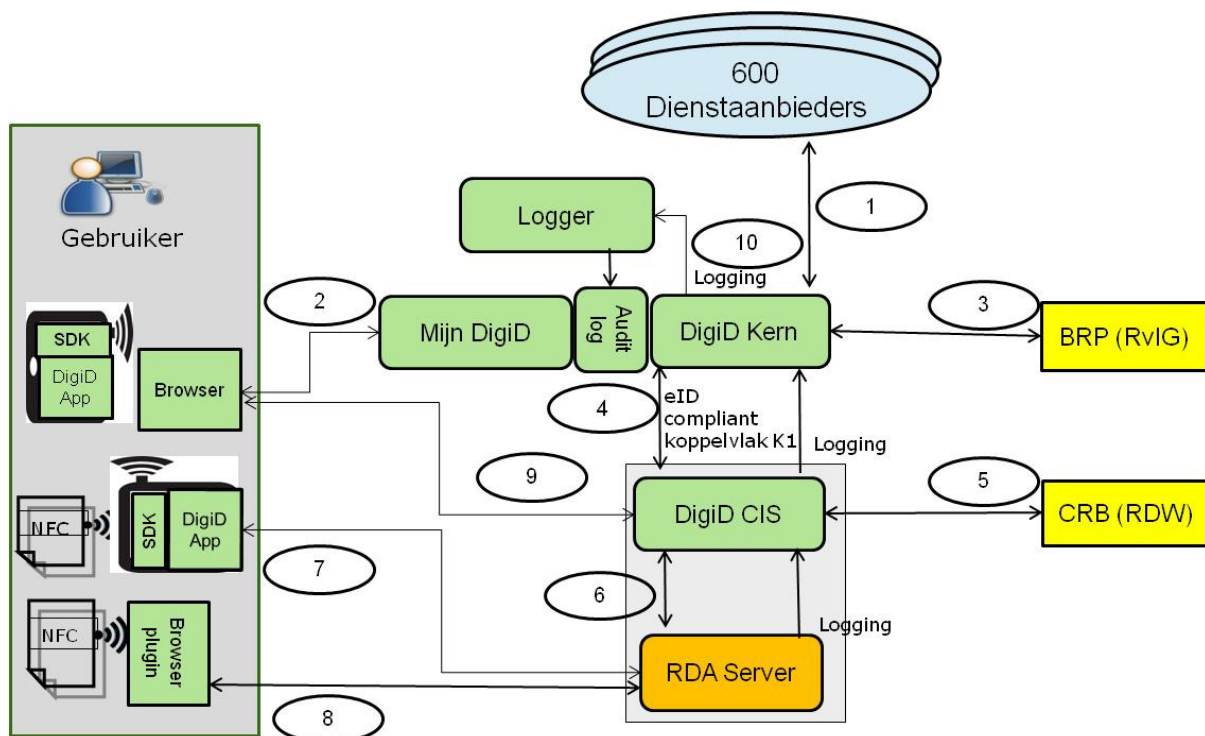 600
Dienstaanbieders
1
Gebruiker
Logger
10
Logging
2
Mijn DigiD
Audit
log
DigiD Kern
3
BRP (RvIG)
SDK
DigiD
App
Browser
4
eID
compliant
koppelvlak K1
Logging
9
5
DigiD CIS
CRB (RDW)
NFC
SDK
DigiD
App
7
6
Logging
NFC
Browser
plugin
RDA Server
8